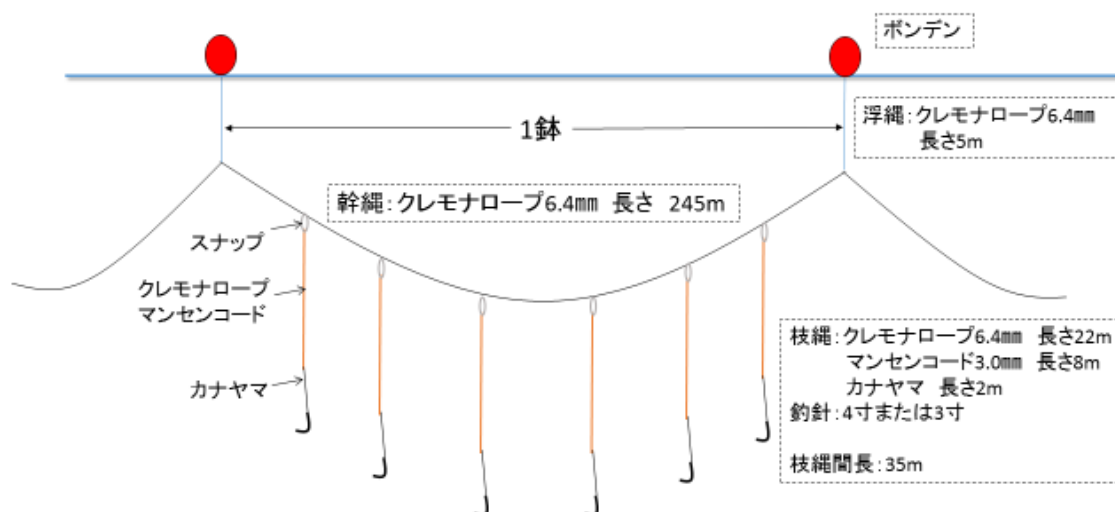 ボンデン
1鉢
浮縄:クレモナロープ6.4㎜
長さ5m
幹縄:クレモナロープ6.4㎜ 長さ 245m
スナップ
クレモナロープ
マンセンコード
カナヤマ
枝縄:クレモナロープ6.4㎜ 長さ22m
マンセンコード3.0㎜ 長さ8m
カナヤマ 長さ2m
釣針:4寸または3寸
枝縄間長:35m